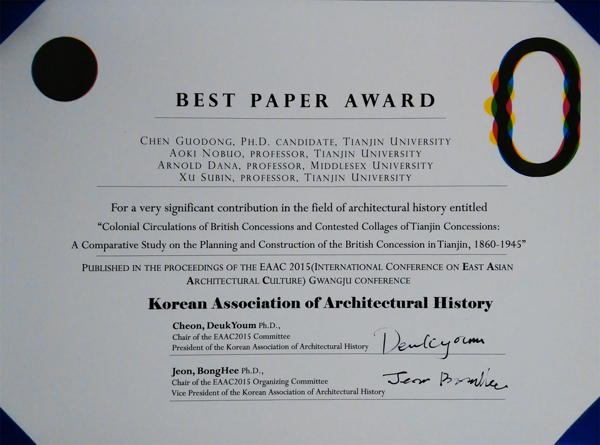 BEST PAPER AWARD
CHEN GUODONG, PH.D. CANDIDATE, TIANJIN UNIVERSITY
AOKI NOBUO, PROFESSOR, TIANJIN UNIVERSITY
ARNOLD DANA, PROFESSOR, MIDDLESEX UNIVERSITY
XU SUBIN, PROFESSOR, TIANJIN UNIVERSITY
For a very significant contribution in the field of architectural history entitled
“Colonial Circulations of British Concessions and Contested Collages of Tianjin Concessions:
A Comparative Study on the Planning and Construction of the British Concession in Tianjin, 1860-1945”
PUBLISHED IN THE PROCEEDINGS OF THE EAAC 2015(INTERNATIONAL CONFERENCE ON EAST ASIAN
ARCHITECTURAL CULTURE) GWANGJU CONFERENCE
Korean Association of Architectural History
Cheon, DeukYoum Ph.D.,
Chair of the EAAC2015 Committee
President of the Korean Association of Architectural History
Deukyoum
Jeon, BongHee Ph.D.,
Chair of the EAAC2015 Organizing Committee
Vice President of the Korean Association of Architectural History
Jeon BongHee